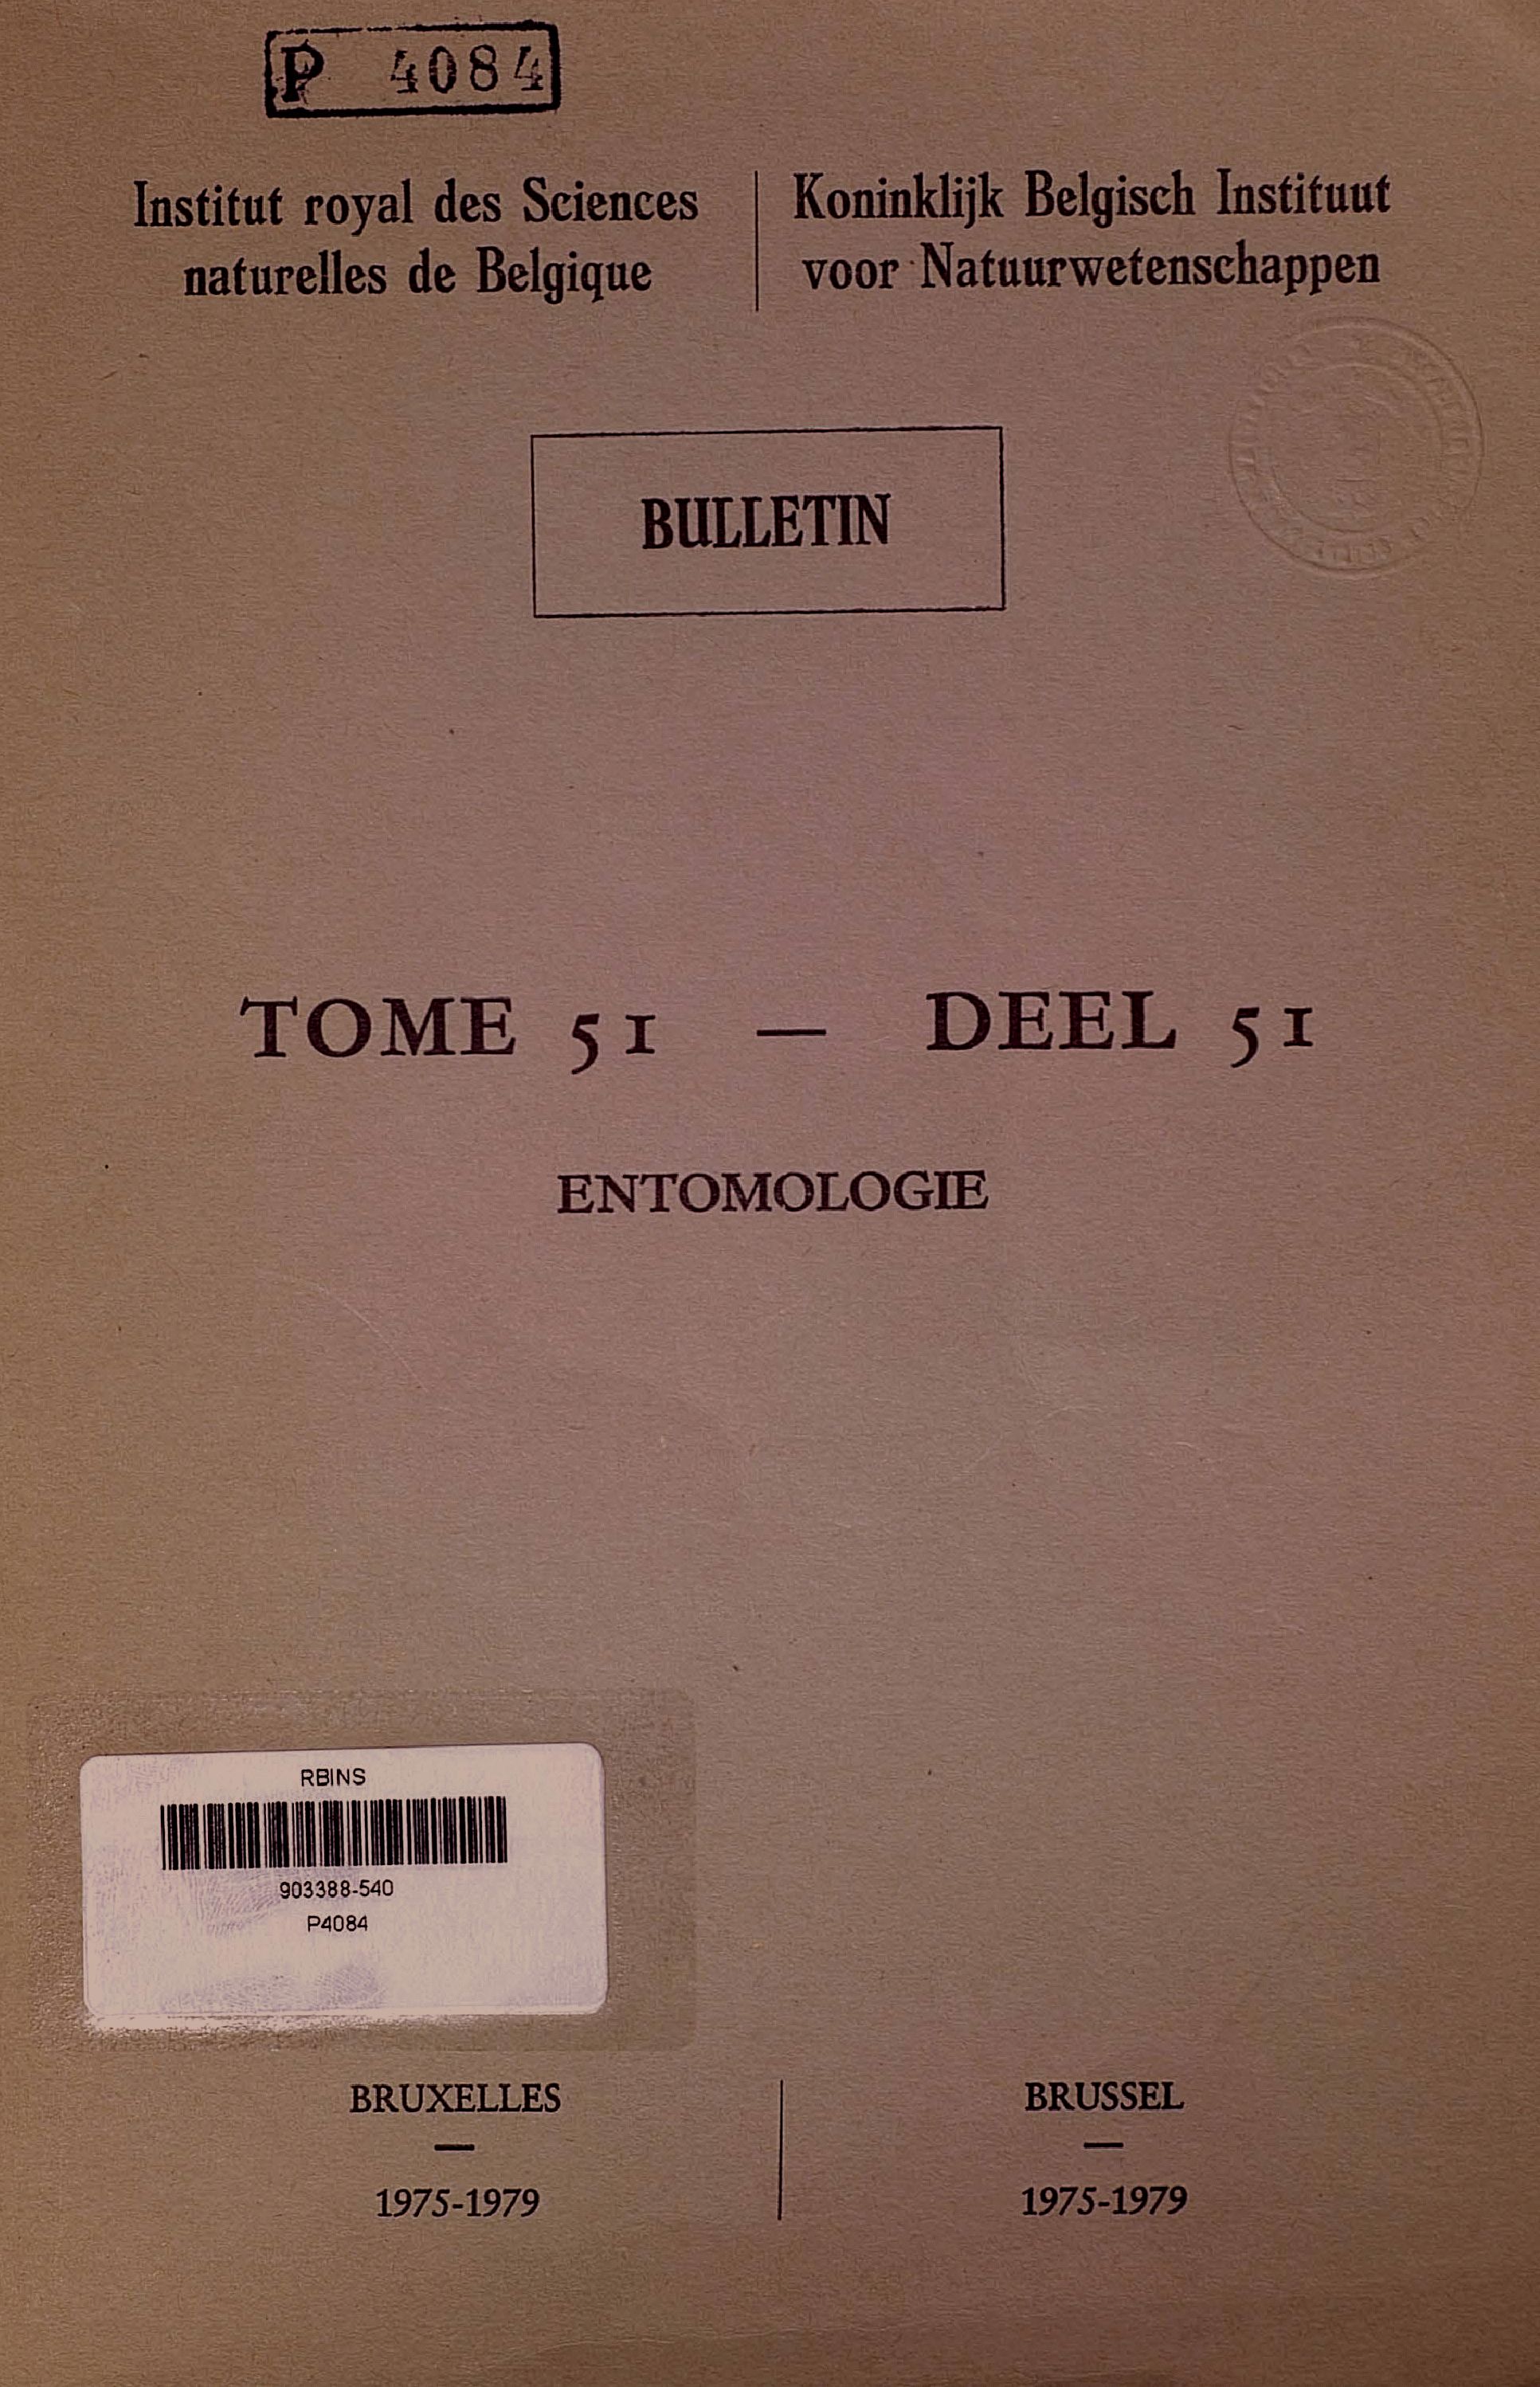 P 4084
Institut royal des Sciences
naturelles de Belgique
Koninklijk Belgisch Instituut
voor Natuurwetenschappen
BULLETIN
TOME 51 — DEEL 51
ENTOMOLOGIE
RBINS
903388-540
P4084
BRUXELLES
—
1975-1979
BRUSSEL
—
1975-1979